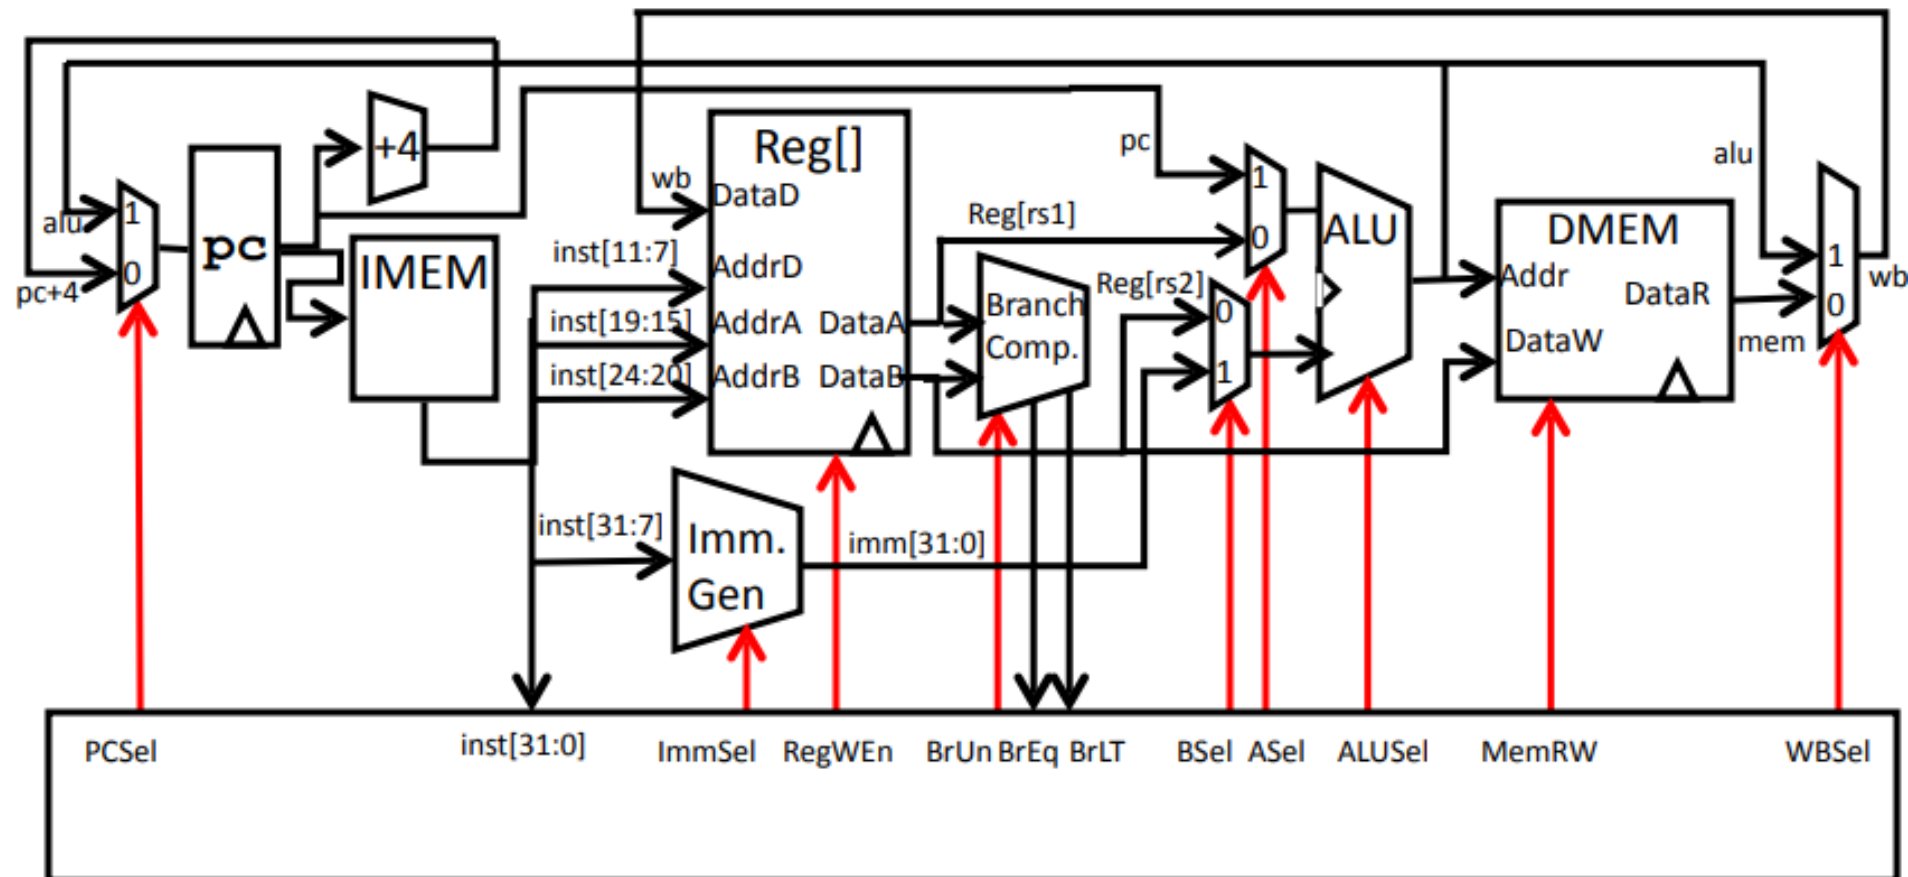 alu
1
0
pc+4
pc
+4
IMEM
Reg[]
wb
DataD
inst[11:7]
AddrD
inst[19:15]
AddrA
DataA
inst[24:20]
AddrB
DataB
Reg[rs1]
Branch
Comp.
pc
1
0
Reg[rs2]
0
1
ALU
DMEM
Addr
DataR
DataW
alu
1
0
wb
mem
inst[31:7]
Imm.
Gen
imm[31:0]
PCSel
inst[31:0]
ImmSel
RegWEn
BrUn
BrEq
BrLT
BSel
ASel
ALUSel
MemRW
WBSel